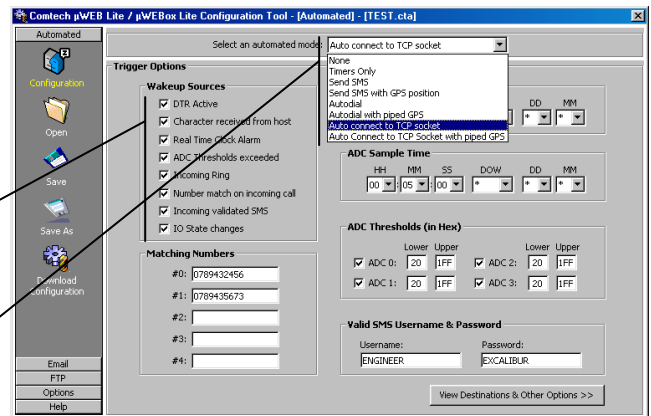 Comtech µWEB Lite / µWEBox Lite Configuration Tool - [Automated] - [TEST.cta]
Automated
Configuration
Open
Save
Save As
Download Configuration
Email
FTP
Options
Help
Select an automated mode: Auto connect to TCP socket
None
Timers Only
Send SMS
Send SMS with GPS position
Autodial
Autodial with piped GPS
Auto connect to TCP socket
Auto Connect to TCP Socket with piped GPS
Trigger Options
Wakeup Sources
DTR Active
Character received from host
Real Time Clock Alarm
ADC Thresholds exceeded
Incoming Ring
Number match on incoming call
Incoming validated SMS
IO State changes
Matching Numbers
#0: 0789432456
#1: 0789435673
#2:
#3:
#4:
DD MM
* *
ADC Sample Time
HH MM SS DOW DD MM
00 : 05 : 00 * * *
ADC Thresholds (in Hex)
Lower Upper Lower Upper
ADC 0: 20 1FF ADC 2: 20 1FF
ADC 1: 20 1FF ADC 3: 20 1FF
Valid SMS Username & Password
Username: Password:
ENGINEER EXCALIBUR
View Destinations & Other Options >>